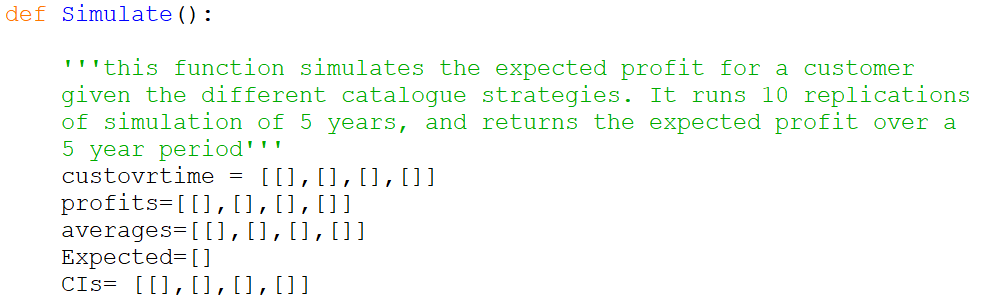 def Simulate():
    '''this function simulates the expected profit for a customer
    given the different catalogue strategies. It runs 10 replications
    of simulation of 5 years, and returns the expected profit over a
    5 year period'''
    custovrtime = [[],[],[],[]]
    profits=[[],[],[],[]]
    averages=[[],[],[],[]]
    Expected=[]
    CIs= [[],[],[],[]]